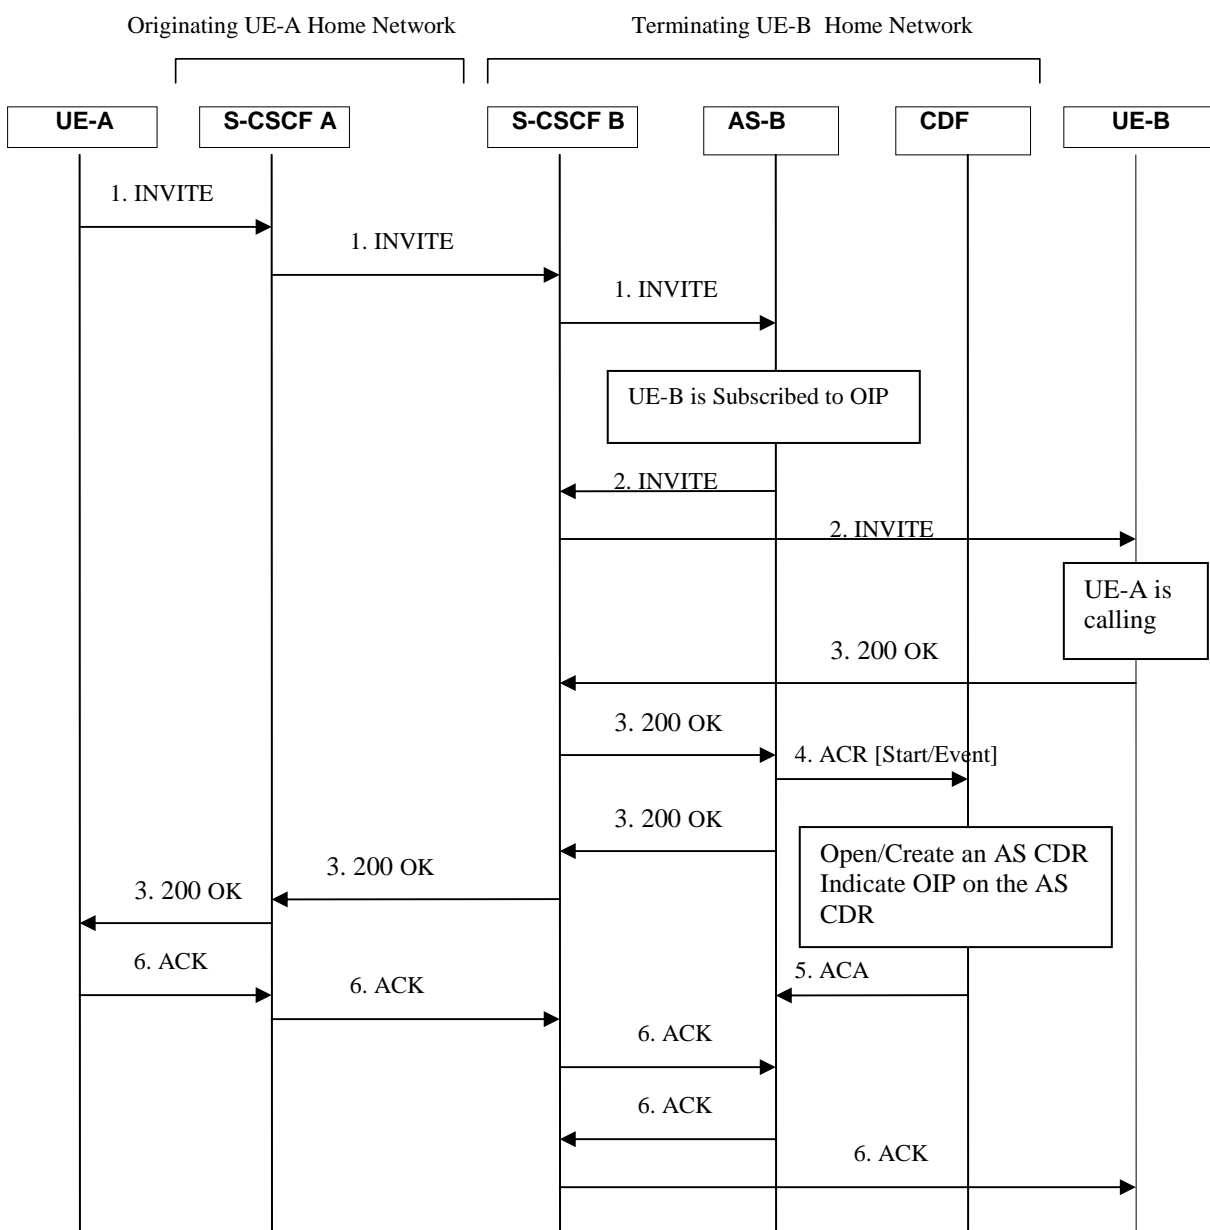 Originating UE-A Home Network
Terminating UE-B Home Network
UE-A
S-CSCF A
S-CSCF B
AS-B
CDF
UE-B
1. INVITE
1. INVITE
1. INVITE
UE-B is Subscribed to OIP
2. INVITE
2. INVITE
UE-A is
calling
3. 200 OK
3. 200 OK
4. ACR [Start/Event]
3. 200 OK
Open/Create an AS CDR
Indicate OIP on the AS
CDR
3. 200 OK
3. 200 OK
6. ACK
5. ACA
6. ACK
6. ACK
6. ACK
6. ACK